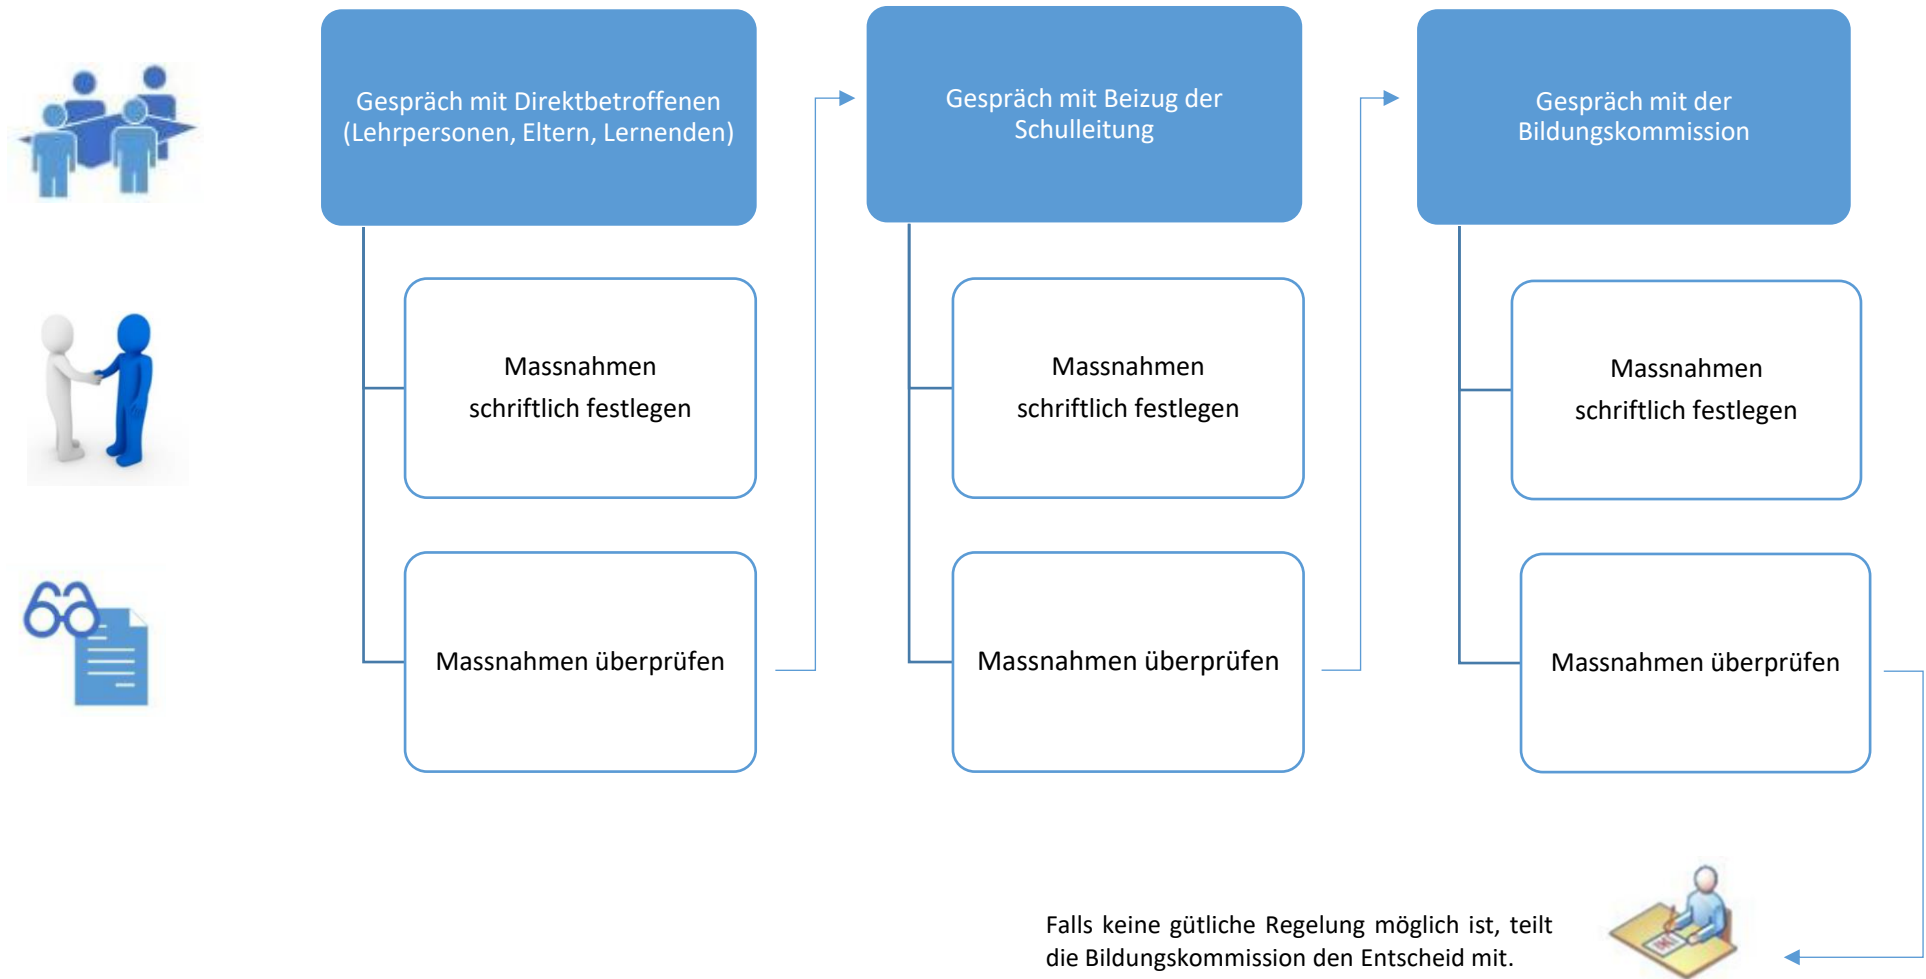 Gespräch mit Direktbetroffenen
(Lehrpersonen, Eltern, Lernenden)
Gespräch mit Beizug der
Schulleitung
Gespräch mit der
Bildungskommission
Massnahmen
schriftlich festlegen
Massnahmen
schriftlich festlegen
Massnahmen
schriftlich festlegen
Massnahmen überprüfen
Massnahmen überprüfen
Massnahmen überprüfen
Falls keine gütliche Regelung möglich ist, teilt
die Bildungskommission den Entscheid mit.